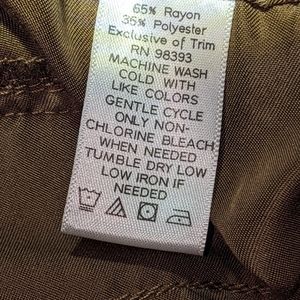 65% Rayon
35% Polyester
Exclusive of Trim
RN 98393
MACHINE WASH
COLD WITH
LIKE COLORS
GENTLE CYCLE
ONLY NON-
CHLORINE BLEACH
WHEN NEEDED
TUMBLE DRY LOW
LOW IRON IF
NEEDED